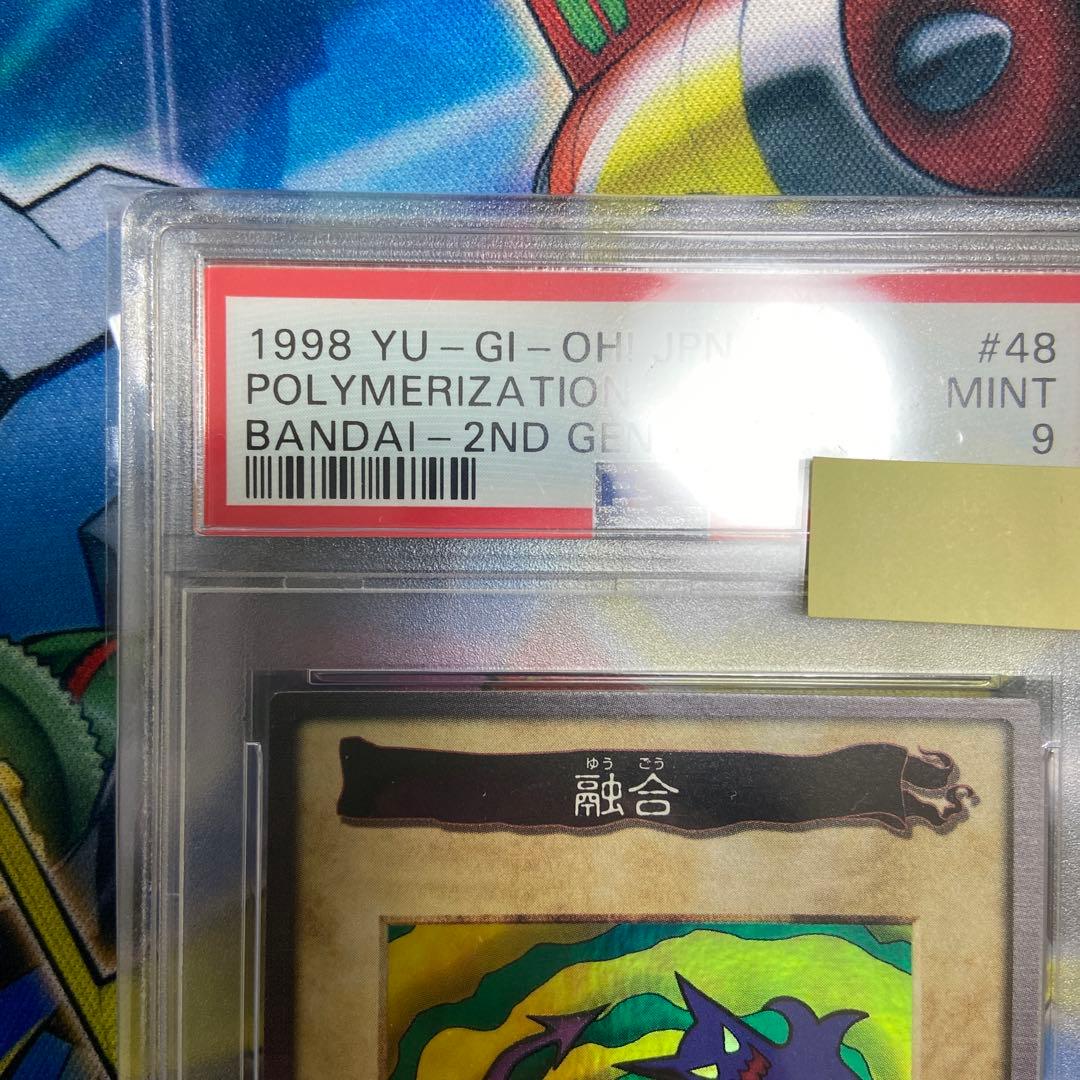 1998 YU-GI-OH! JPN #48
POLYMERIZATION MINT
BANDAI-2ND GEN 9
ゆう ごう
融合